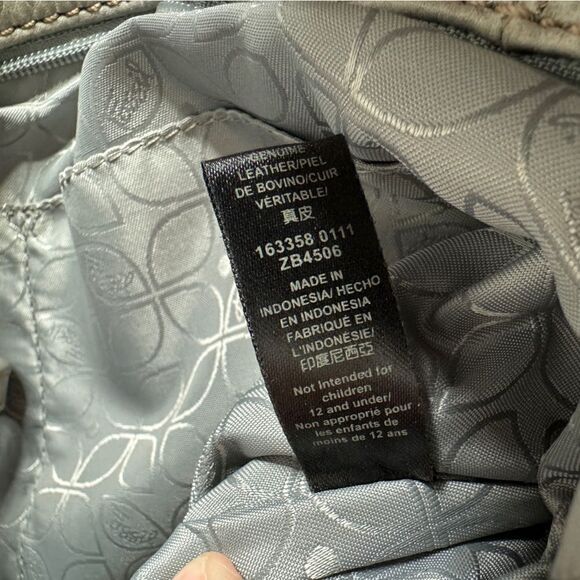 GENUINE
LEATHER/PIEL
DE BOVINO/CUIR
VÉRITABLE/
真皮
163358 0111
ZB4506
MADE IN
INDONESIA/ HECHO
EN INDONESIA
FABRIQUÉ EN
L'INDONÉSIE/
印度尼西亞
Not Intended for
children
12 and under/
Non approprié pour
les enfants de
moins de 12 ans